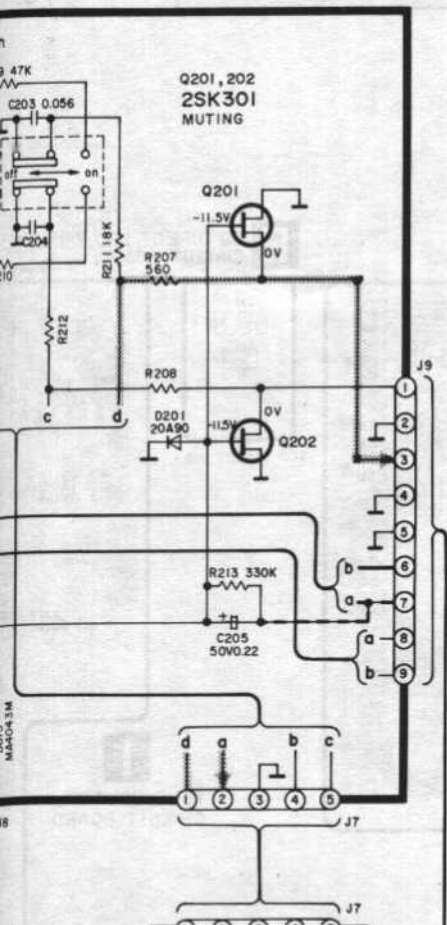 47K
Q201, 202
2SK301
MUTING
C203 0.056
off
on
C204
Q201
-11.5V
0V
R211 18K
R207
560
R212
R208
J9
1
2
3
4
5
6
7
8
9
c
d
D201
20A90
-11.5V
0V
Q202
R213 330K
b
a
+
C205
50V0.22
a
b
MA4043M
d
a
b
c
1
2
3
4
5
J7
J7